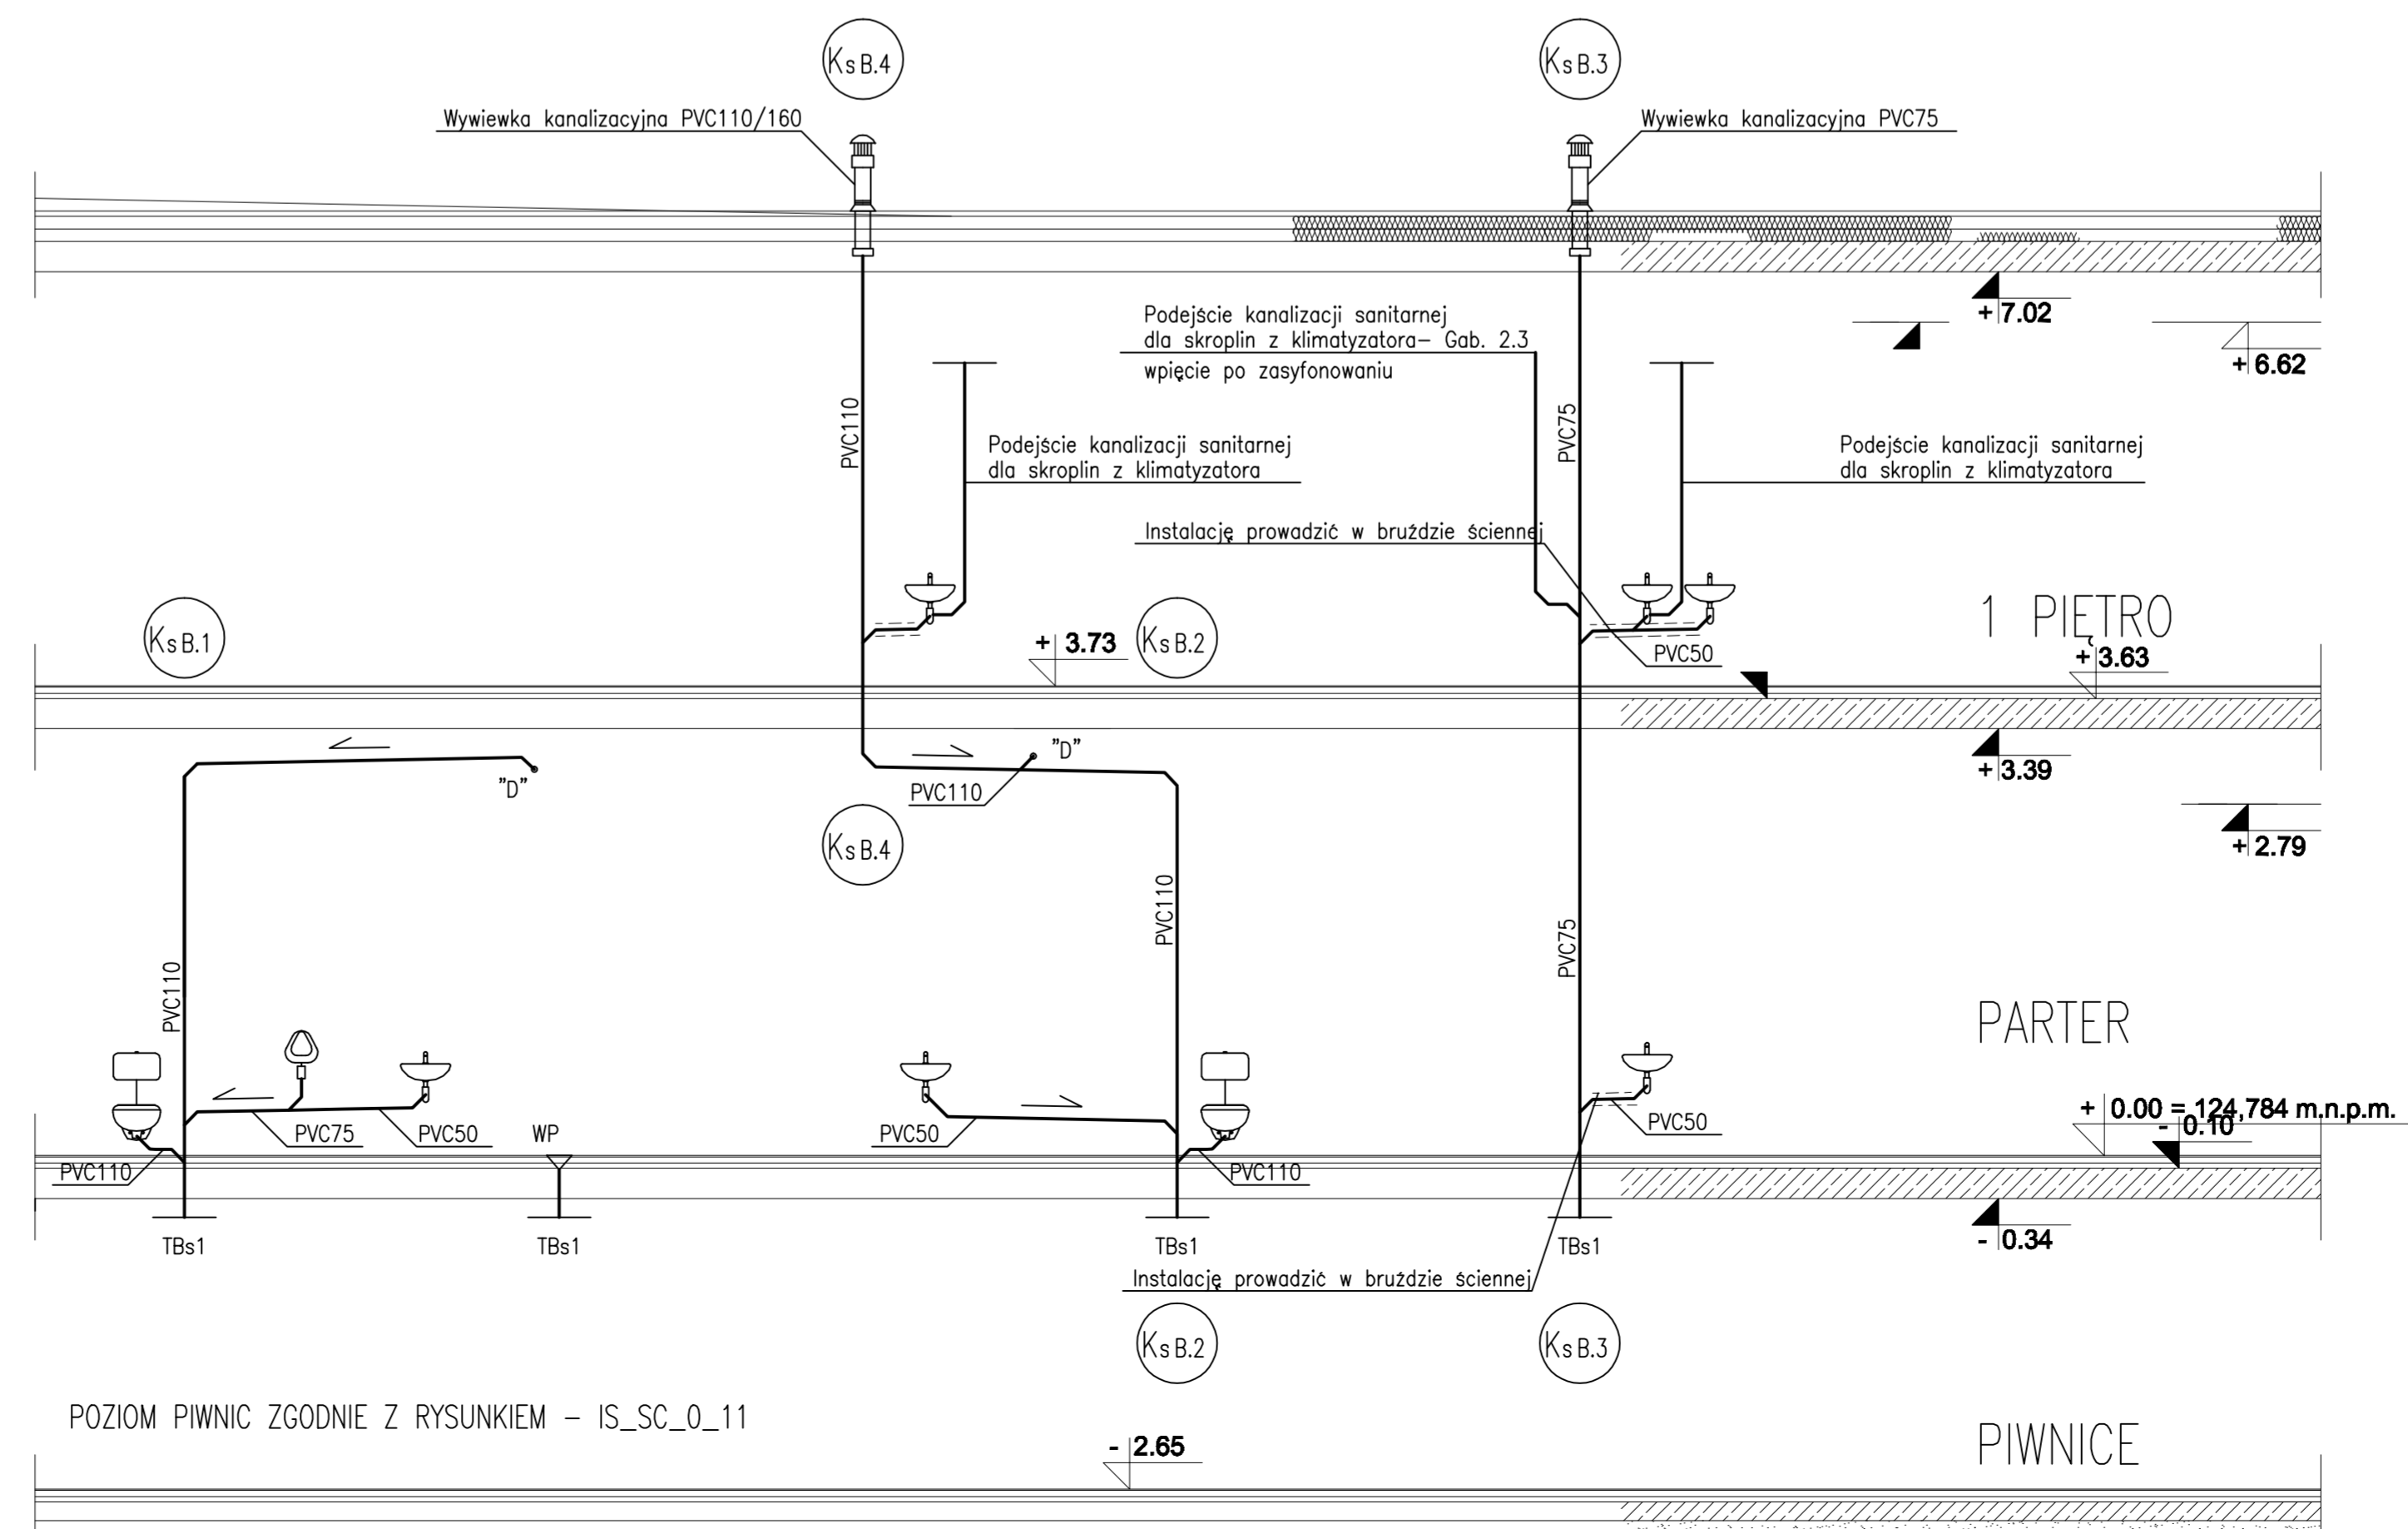 KsB.4
KsB.3
Wywiewka kanalizacyjna PVC110/160
Wywiewka kanalizacyjna PVC75
+ 7.02
+ 6.62
Podejście kanalizacji sanitarnej
dla skroplin z klimatyzatora– Gab. 2.3
wpięcie po zasyfonowaniu
PVC110
PVC75
Podejście kanalizacji sanitarnej
dla skroplin z klimatyzatora
Podejście kanalizacji sanitarnej
dla skroplin z klimatyzatora
Instalację prowadzić w bruździe ściennej
KsB.1
+ 3.73
KsB.2
PVC50
1 PIĘTRO
+ 3.63
"D"
"D"
PVC110
+ 3.39
KsB.4
+ 2.79
PVC110
PVC110
PVC75
PARTER
PVC75
PVC50
WP
PVC50
PVC50
+ 0.00 = 124,784 m.n.p.m.
- 0.10
PVC110
PVC110
TBs1
TBs1
TBs1
TBs1
- 0.34
Instalację prowadzić w bruździe ściennej
KsB.2
KsB.3
POZIOM PIWNIC ZGODNIE Z RYSUNKIEM – IS_SC_0_11
- 2.65
PIWNICE